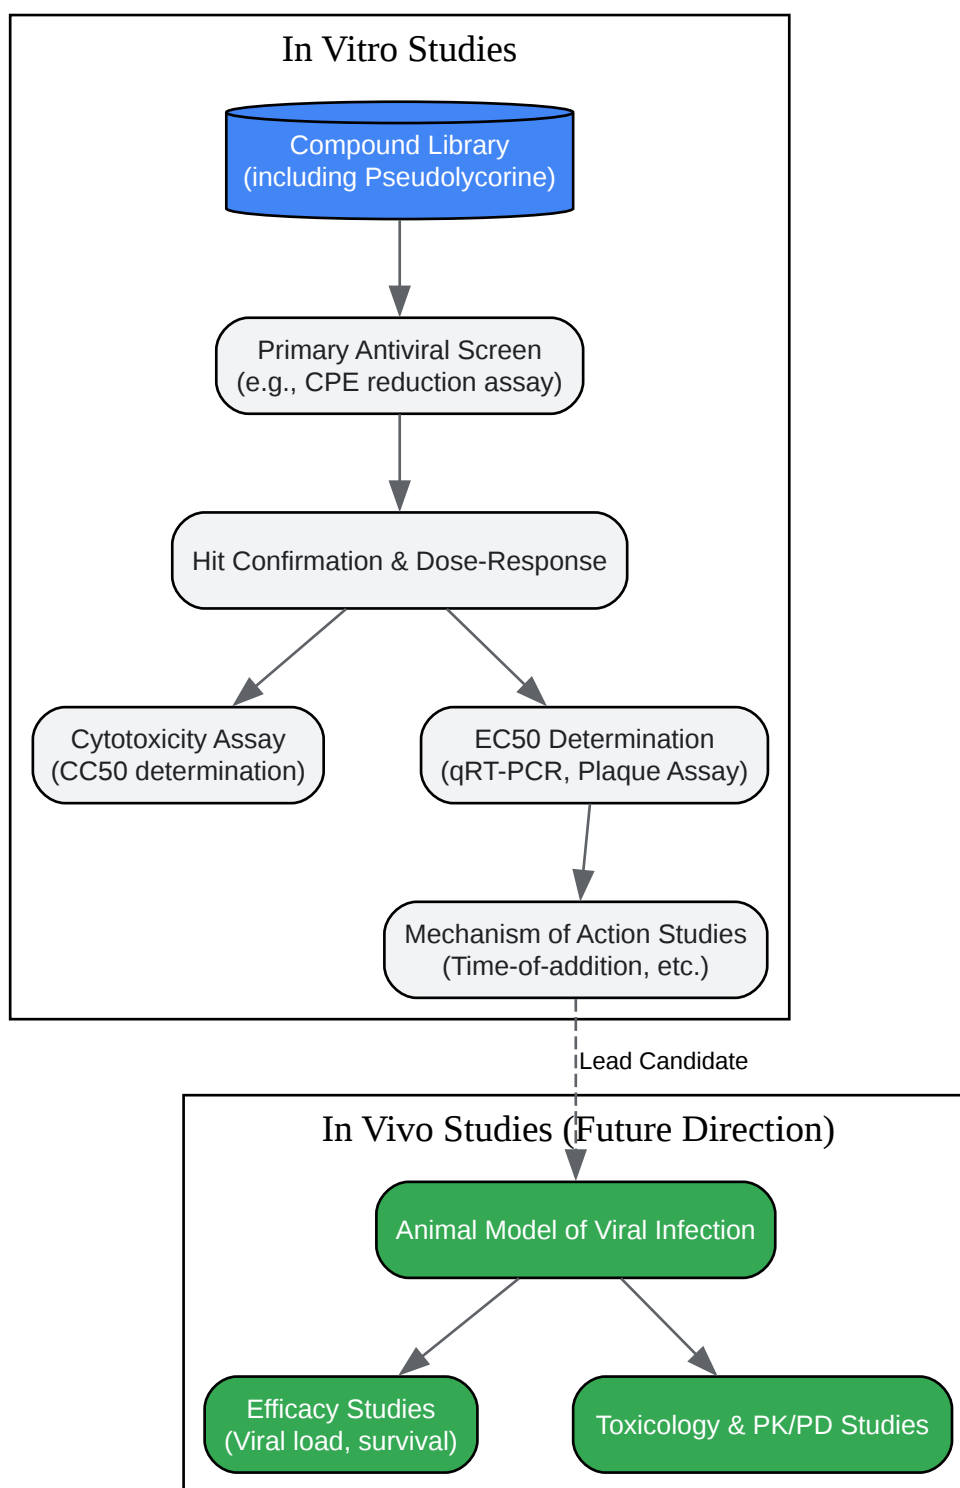 In Vitro Studies
Compound Library
(including Pseudolycorine)
Primary Antiviral Screen
(e.g., CPE reduction assay)
Hit Confirmation & Dose-Response
Cytotoxicity Assay
(CC50 determination)
EC50 Determination
(qRT-PCR, Plaque Assay)
Mechanism of Action Studies
(Time-of-addition, etc.)
Lead Candidate
In Vivo Studies (Future Direction)
Animal Model of Viral Infection
Efficacy Studies
(Viral load, survival)
Toxicology & PK/PD Studies